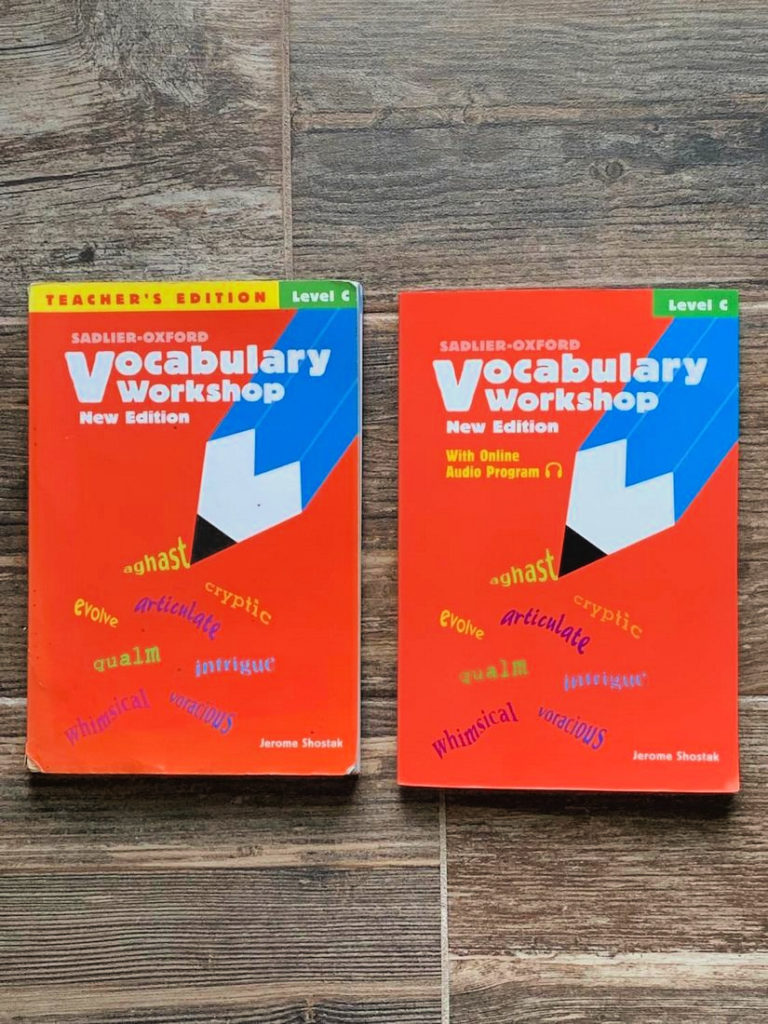 TEACHER'S EDITION Level C
SADLIER-OXFORD
Vocabulary
Workshop
New Edition
aghast
cryptic
evolve
articulate
qualm
intrigue
whimsical
voracious
Jerome Shostak
Level C
SADLIER-OXFORD
Vocabulary
Workshop
New Edition
With Online
Audio Program
aghast
cryptic
evolve
articulate
qualm
intrigue
whimsical
voracious
Jerome Shostak